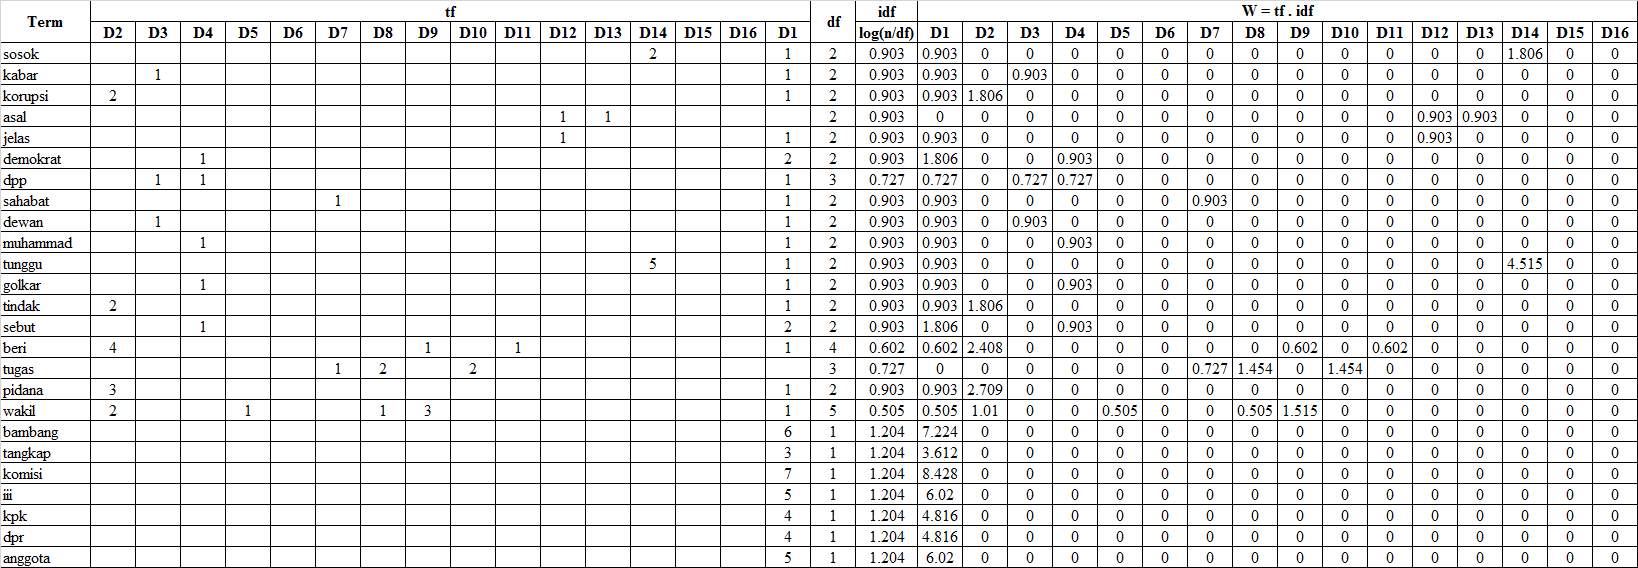 Term tf df idf W = tf . idf
D2 D3 D4 D5 D6 D7 D8 D9 D10 D11 D12 D13 D14 D15 D16 D1 log(n/df) D1 D2 D3 D4 D5 D6 D7 D8 D9 D10 D11 D12 D13 D14 D15 D16
sosok 2 1 2 0.903 0.903 0 0 0 0 0 0 0 0 0 0 0 0 1.806 0 0
kabar 1 1 2 0.903 0.903 0 0.903 0 0 0 0 0 0 0 0 0 0 0 0 0
korupsi 2 1 2 0.903 0.903 1.806 0 0 0 0 0 0 0 0 0 0 0 0 0 0
asal 1 1 2 0.903 0 0 0 0 0 0 0 0 0 0 0 0.903 0.903 0 0 0
jelas 1 1 2 0.903 0.903 0 0 0 0 0 0 0 0 0 0 0.903 0 0 0 0
demokrat 1 2 2 0.903 1.806 0 0 0.903 0 0 0 0 0 0 0 0 0 0 0 0
dpp 1 1 1 3 0.727 0.727 0 0.727 0.727 0 0 0 0 0 0 0 0 0 0 0 0
sahabat 1 1 2 0.903 0.903 0 0 0 0 0 0.903 0 0 0 0 0 0 0 0 0
dewan 1 1 2 0.903 0.903 0 0.903 0 0 0 0 0 0 0 0 0 0 0 0 0
muhammad 1 1 2 0.903 0.903 0 0 0.903 0 0 0 0 0 0 0 0 0 0 0 0
tunggu 5 1 2 0.903 0.903 0 0 0 0 0 0 0 0 0 0 0 0 4.515 0 0
golkar 1 1 2 0.903 0.903 0 0 0.903 0 0 0 0 0 0 0 0 0 0 0 0
tindak 2 1 2 0.903 0.903 1.806 0 0 0 0 0 0 0 0 0 0 0 0 0 0
sebut 1 2 2 0.903 1.806 0 0 0.903 0 0 0 0 0 0 0 0 0 0 0 0
beri 4 1 1 1 4 0.602 0.602 2.408 0 0 0 0 0 0 0.602 0 0.602 0 0 0 0 0
tugas 1 2 2 3 0.727 0 0 0 0 0 0 0.727 1.454 0 1.454 0 0 0 0 0 0
pidana 3 1 2 0.903 0.903 2.709 0 0 0 0 0 0 0 0 0 0 0 0 0 0
wakil 2 1 1 3 1 5 0.505 0.505 1.01 0 0 0.505 0 0 0.505 1.515 0 0 0 0 0 0 0
bambang 6 1 1.204 7.224 0 0 0 0 0 0 0 0 0 0 0 0 0 0 0
tangkap 3 1 1.204 3.612 0 0 0 0 0 0 0 0 0 0 0 0 0 0 0
komisi 7 1 1.204 8.428 0 0 0 0 0 0 0 0 0 0 0 0 0 0 0
iii 5 1 1.204 6.02 0 0 0 0 0 0 0 0 0 0 0 0 0 0 0
kpk 4 1 1.204 4.816 0 0 0 0 0 0 0 0 0 0 0 0 0 0 0
dpr 4 1 1.204 4.816 0 0 0 0 0 0 0 0 0 0 0 0 0 0 0
anggota 5 1 1.204 6.02 0 0 0 0 0 0 0 0 0 0 0 0 0 0 0